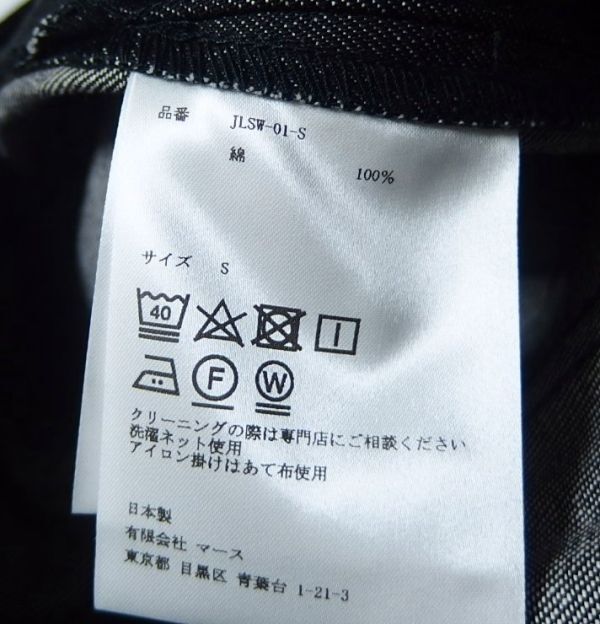 品番 JLSW-01-S
綿 100%
サイズ S
40
F W
クリーニングの際は専門店にご相談ください
洗濯ネット使用
アイロン掛けはあて布使用
日本製
有限会社 マース
東京都 目黒区 青葉台 1-21-3